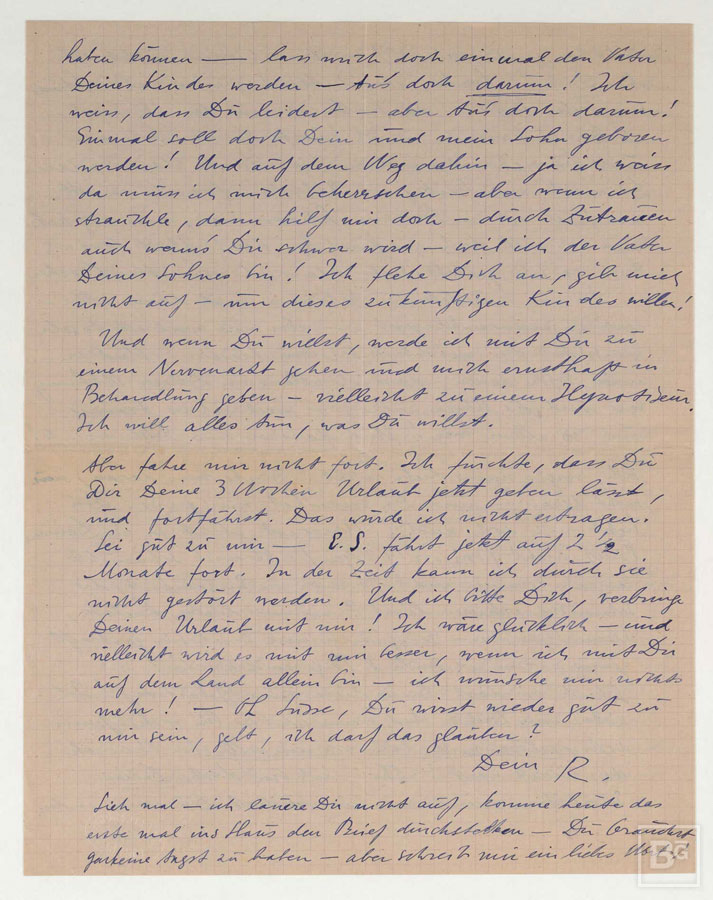 haben können — lass mich doch einmal den Vater
Deines Kindes werden — tu's doch darum! Ich
weiss, dass Du leidest — aber tu's doch darum!
Einmal soll doch Dein und mein Sohn geboren
werden! Und auf dem Weg dahin — ja ich weiss
da muss ich mich beherrschen — aber wenn ich
strauchle, dann hilf mir doch — durch Zutrauen
auch wenn's Dir schwer wird — weil ich der Vater
Deines Sohnes bin! Ich flehe Dich an, gib mich
nicht auf — um dieses zukünftigen Kindes willen!
Und wenn Du willst, werde ich mit Dir zu
einem Nervenarzt gehen und mich ernsthaft in
Behandlung geben — vielleicht zu einem Hypnotiseur.
Ich will alles tun, was Du willst.
Aber fahre mir nicht fort. Ich fürchte, dass Du
Dir Deine 3 Wochen Urlaub jetzt geben lässt,
und fortfährst. Das würde ich nicht ertragen.
Sei gut zu mir — E.S. fährt jetzt auf 2 1/2
Monate fort. In der Zeit kann ich durch sie
nicht gestört werden. Und ich bitte Dich, verbringe
Deinen Urlaub mit mir! Ich wäre glücklich — und
vielleicht wird es mit mir besser, wenn ich mit Dir
auf dem Land allein bin — ich wünsche mir nichts
mehr! — Oh Süsse, Du wirst wieder gut zu
mir sein, gelt, ich darf das glauben?
Dein R.
Sieh mal — ich lauere Dir nicht auf, komme heute das
erste mal ins Haus den Brief durchstecken — Du brauchst
garkeine Angst zu haben — aber schreib mir ein liebes Wort!
BG